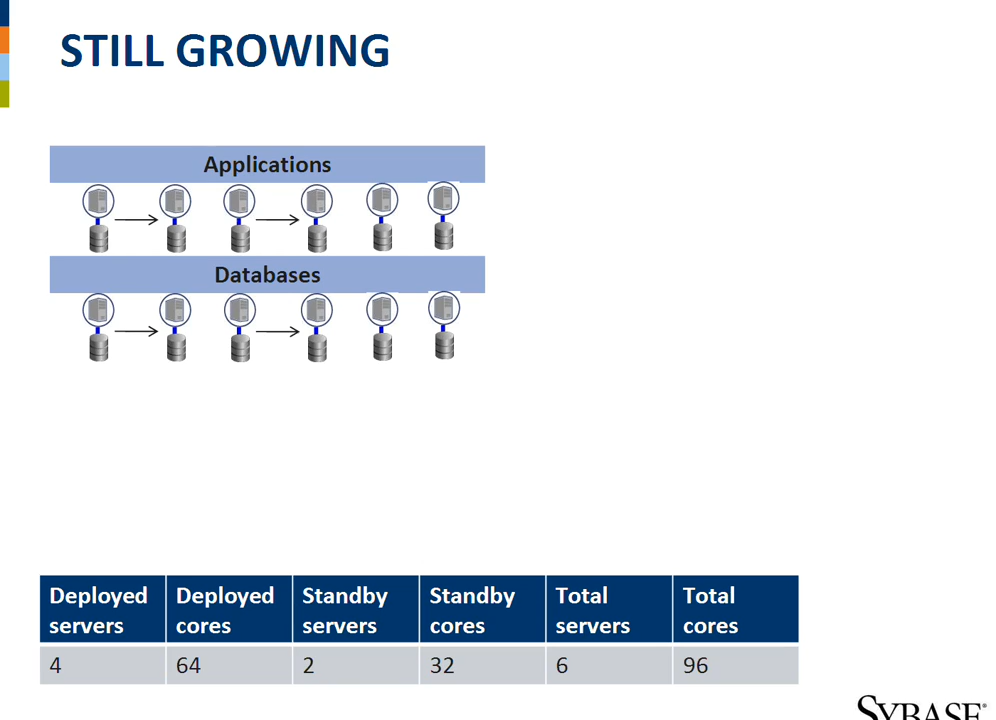 STILL GROWING
Applications
Databases
Deployed servers | Deployed cores | Standby servers | Standby cores | Total servers | Total cores
4 | 64 | 2 | 32 | 6 | 96
SYBASE®